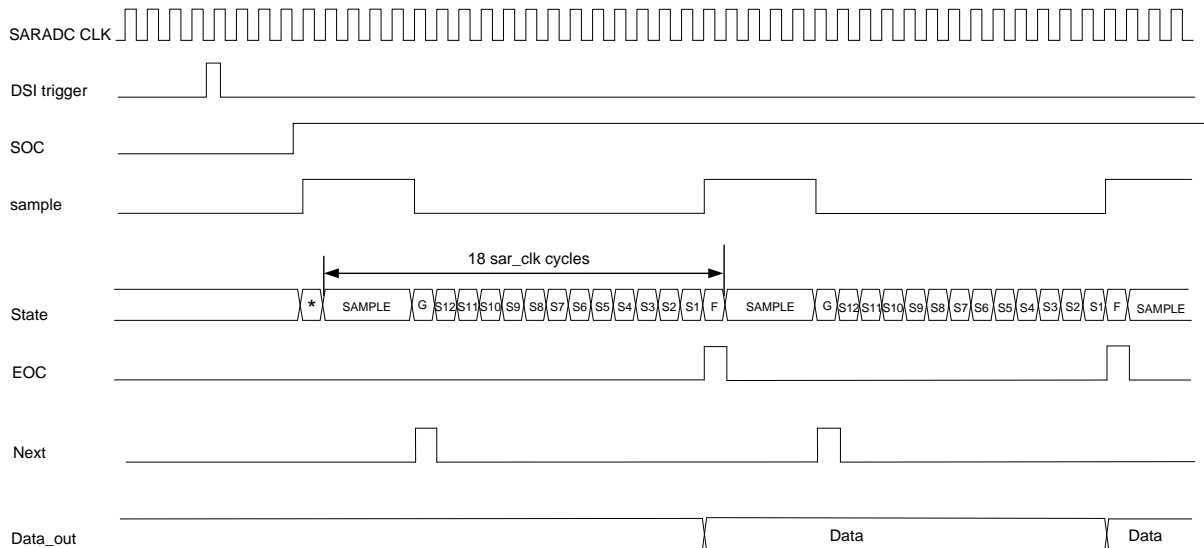 SARADC CLK
DSI trigger
SOC
sample
18 sar_clk cycles
State
* SAMPLE G S12 S11 S10 S9 S8 S7 S6 S5 S4 S3 S2 S1 F SAMPLE G S12 S11 S10 S9 S8 S7 S6 S5 S4 S3 S2 S1 F SAMPLE
EOC
Next
Data_out
Data Data